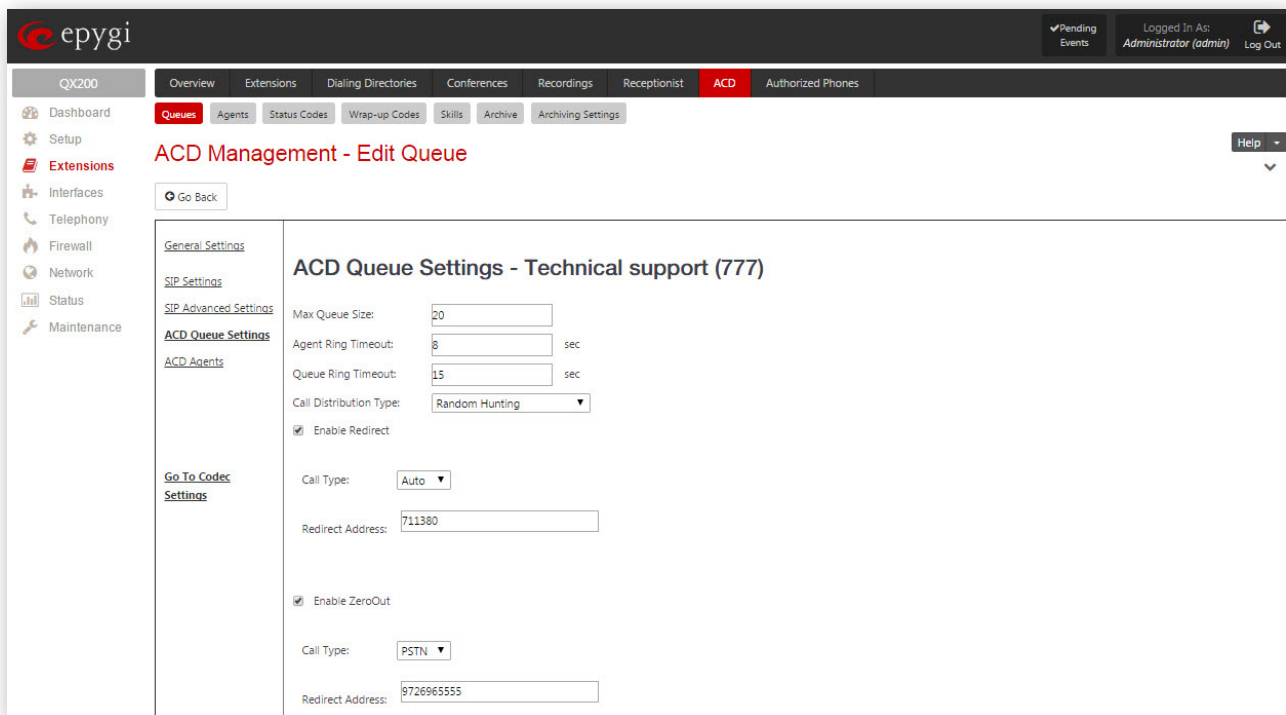 epygi
Pending Events
Logged In As:
Administrator (admin)
Log Out
QX200
Overview Extensions Dialing Directories Conferences Recordings Receptionist ACD Authorized Phones
Dashboard
Setup
Extensions
Interfaces
Telephony
Firewall
Network
Status
Maintenance
Queues Agents Status Codes Wrap-up Codes Skills Archive Archiving Settings
ACD Management - Edit Queue
Help
Go Back
General Settings
SIP Settings
SIP Advanced Settings
ACD Queue Settings
ACD Agents
Go To Codec
Settings
ACD Queue Settings - Technical support (777)
Max Queue Size: 20
Agent Ring Timeout: 8 sec
Queue Ring Timeout: 15 sec
Call Distribution Type: Random Hunting
Enable Redirect
Call Type: Auto
Redirect Address: 711380
Enable ZeroOut
Call Type: PSTN
Redirect Address: 9726965555